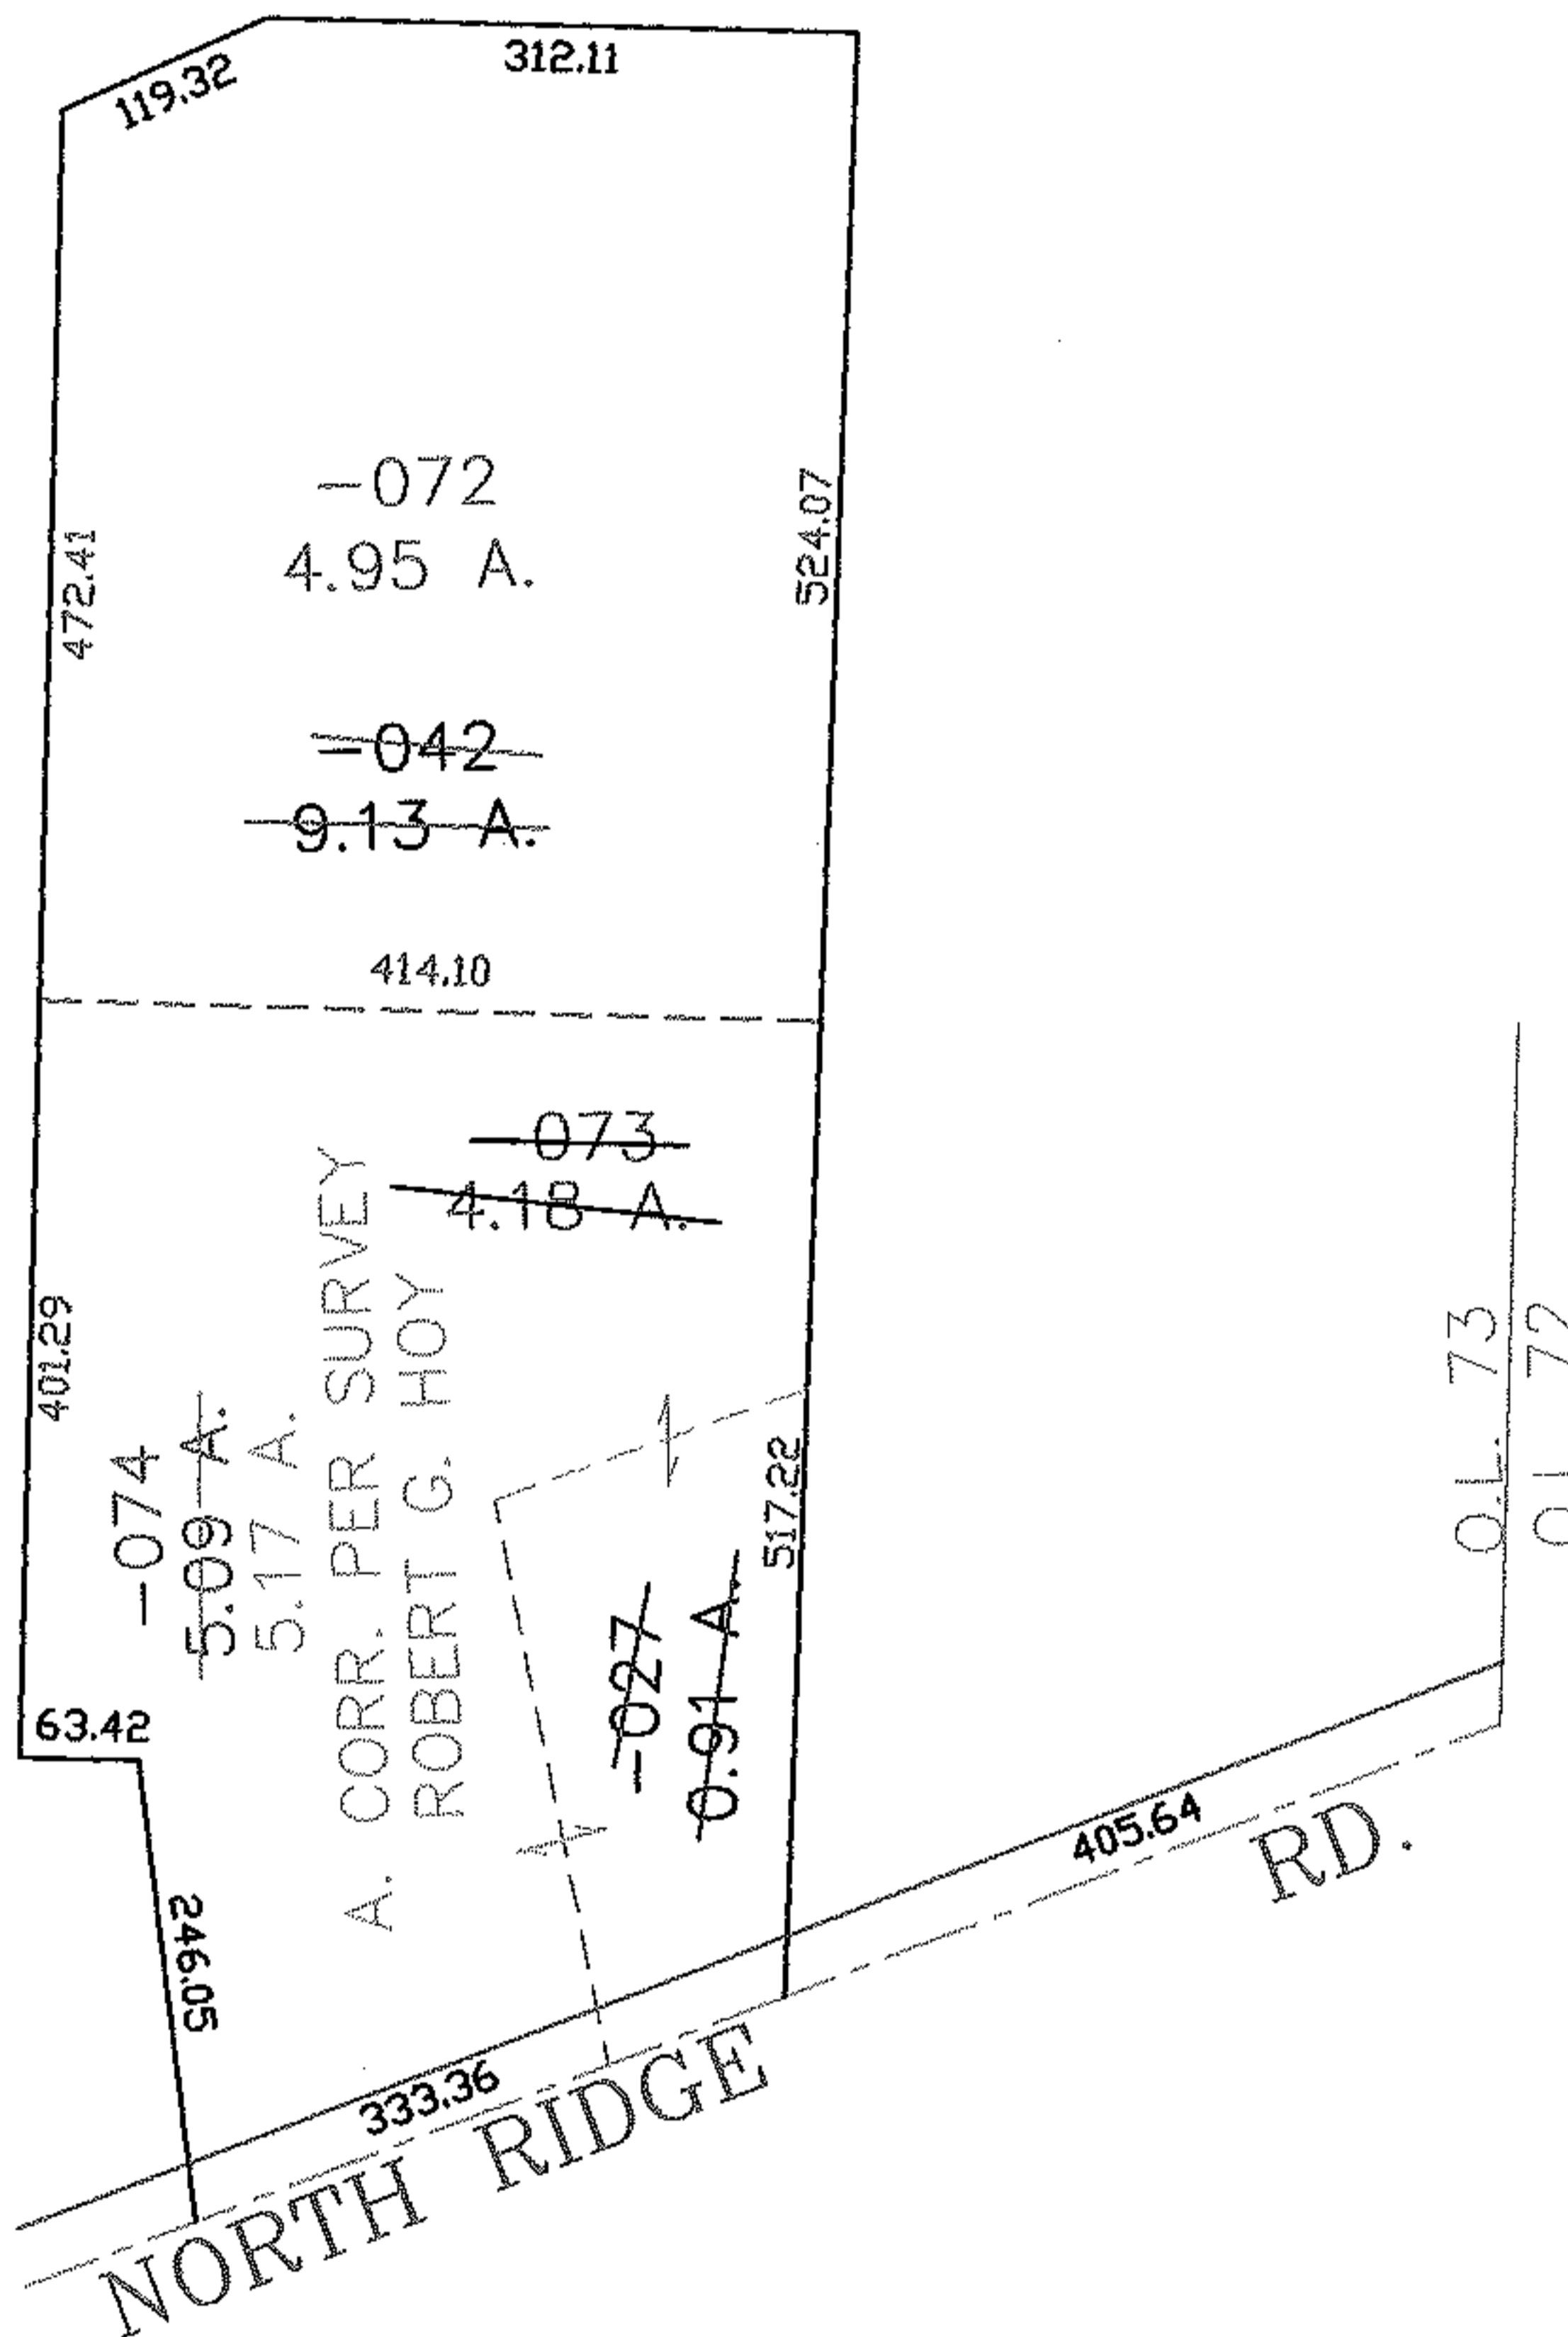 312.11
119.32
-072
4.95 A.
472.41
524.07
-042
9.13 A.
414.10
073
4.18 A.
401.29
-074
5.09 A.
5.17 A.
A. CORR. PER SURVEY
ROBERT G. HOY
517.22
-027
0.91 A.
63.42
246.05
333.36
405.64
NORTH RIDGE RD.
O.L. 73
O.L. 72